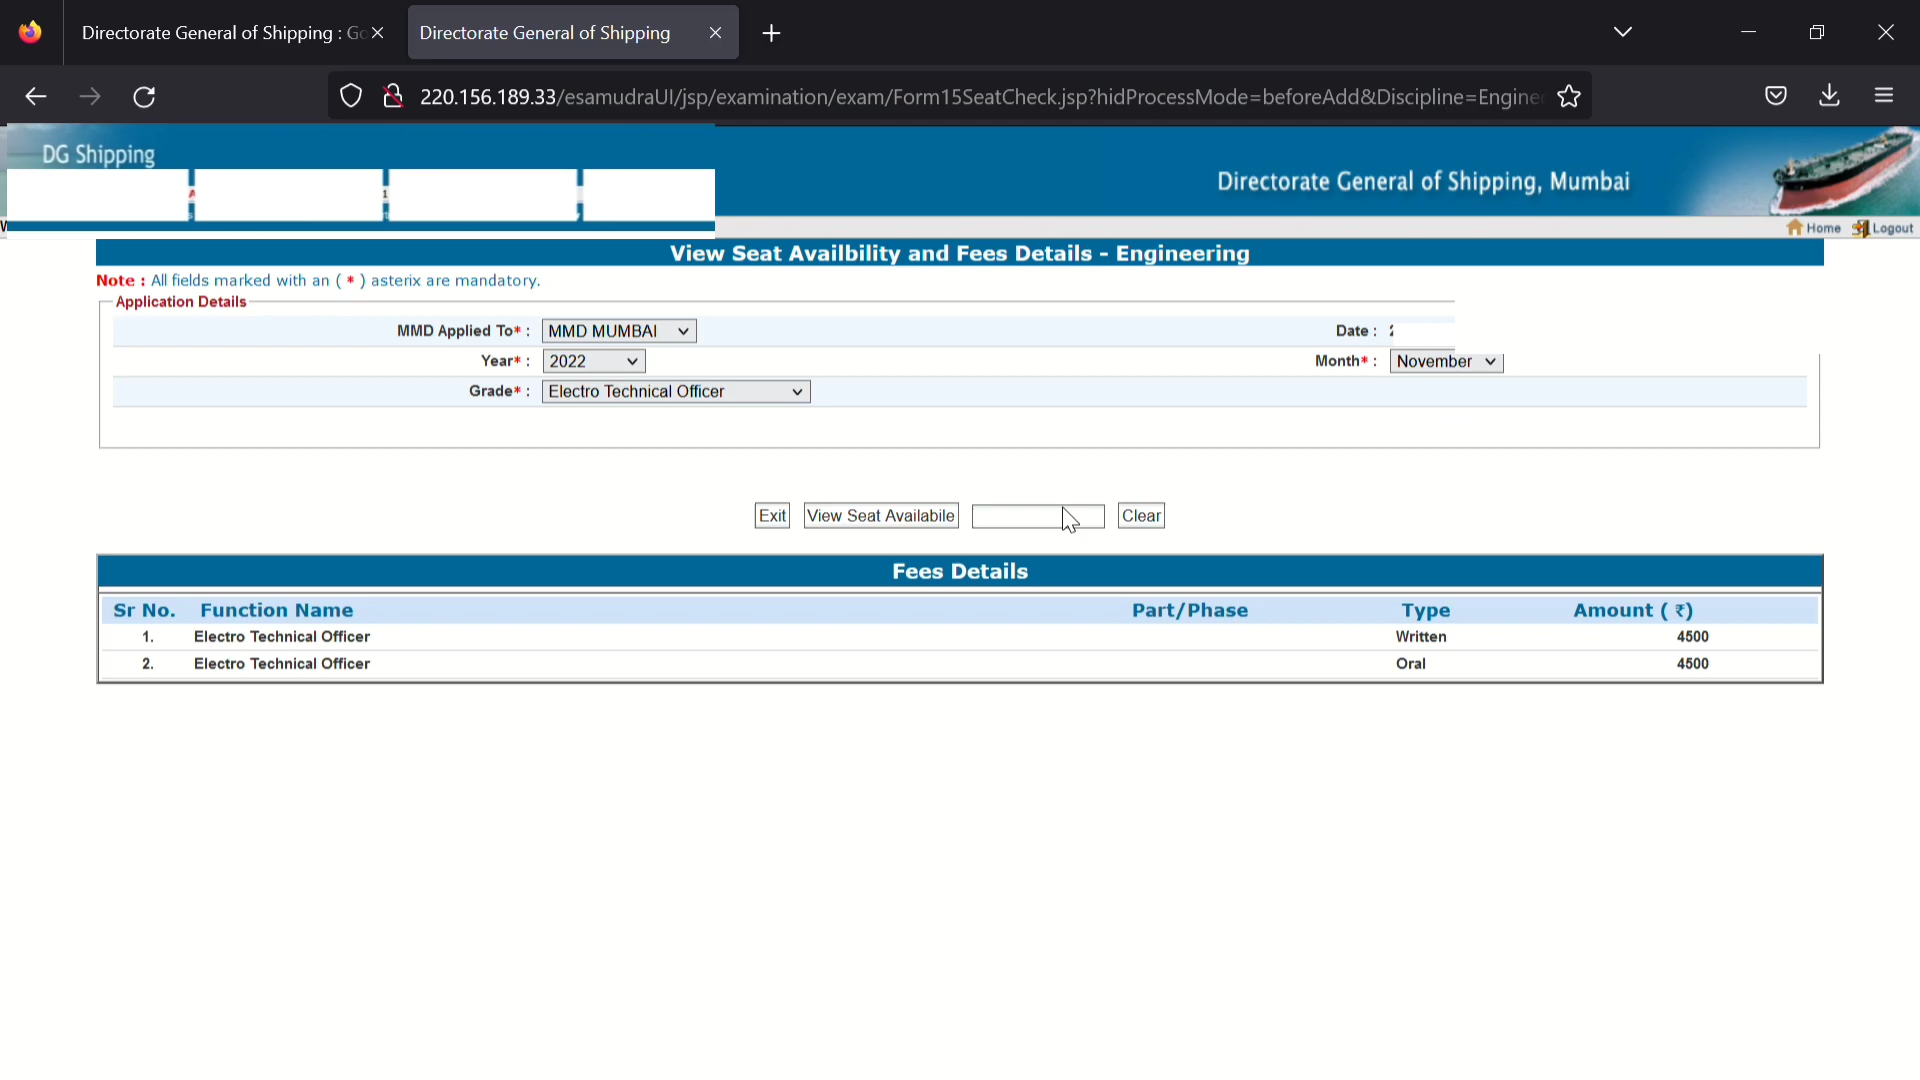 Directorate General of Shipping : Go
Directorate General of Shipping
220.156.189.33/esamudraUI/jsp/examination/exam/Form15SeatCheck.jsp?hidProcessMode=beforeAdd&Discipline=Enginee
DG Shipping
Directorate General of Shipping, Mumbai
Home Logout
View Seat Availbility and Fees Details - Engineering
Note : All fields marked with an ( * ) asterix are mandatory.
Application Details
MMD Applied To* : MMD MUMBAI Date :
Year* : 2022 Month* : November
Grade* : Electro Technical Officer
Exit View Seat Availabile Clear
Fees Details
Sr No. Function Name Part/Phase Type Amount ( ₹)
1. Electro Technical Officer Written 4500
2. Electro Technical Officer Oral 4500